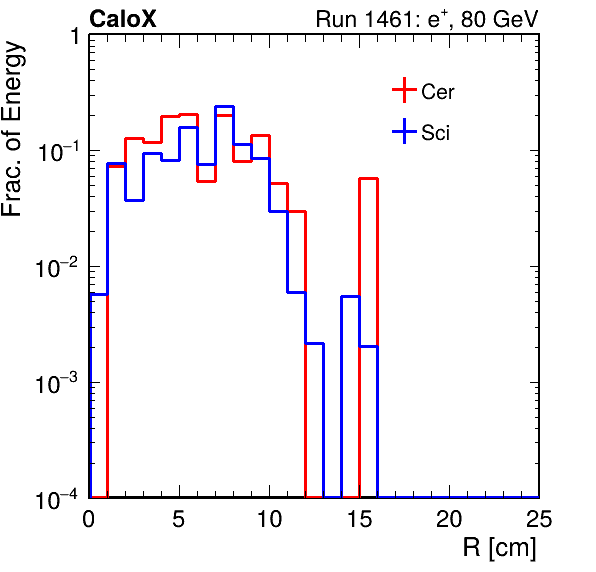 CaloX Run 1461: e⁺, 80 GeV
Frac. of Energy
1
10⁻¹
10⁻²
10⁻³
10⁻⁴
Cer
Sci
0 5 10 15 20 25
R [cm]